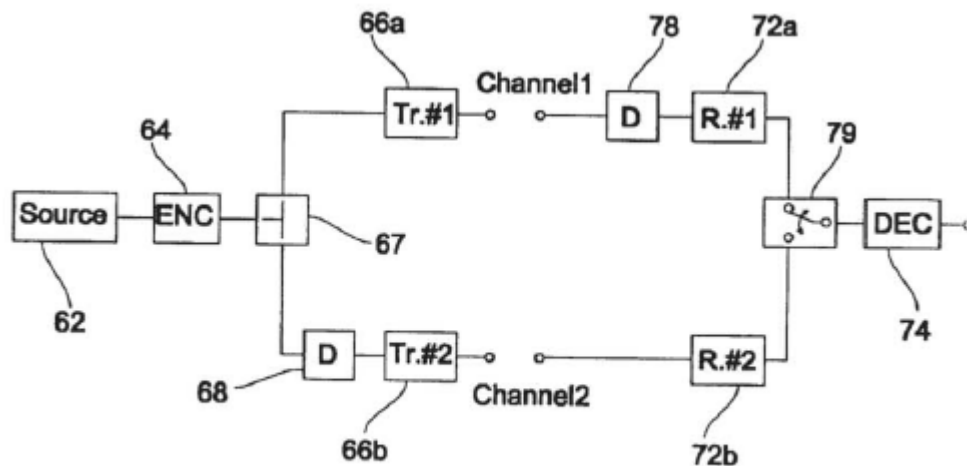 66a
78
72a
Channel1
Tr.#1
D
R.#1
64
79
Source
ENC
DEC
67
62
74
D
Tr.#2
R.#2
68
Channel2
66b
72b